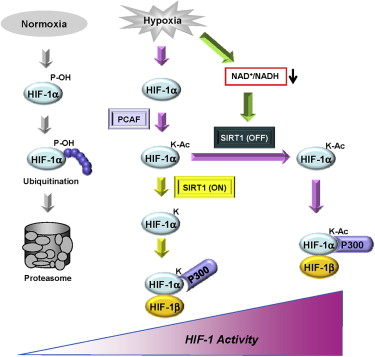 Normoxia
P-OH
HIF-1α
P-OH
HIF-1α
Ubiquitination
Proteasome
Hypoxia
HIF-1α
PCAF
K-Ac
HIF-1α
SIRT1 (ON)
K
HIF-1α
K
HIF-1α
P300
HIF-1β
NAD⁺/NADH
SIRT1 (OFF)
K-Ac
HIF-1α
K-Ac
HIF-1α P300
HIF-1β
HIF-1 Activity